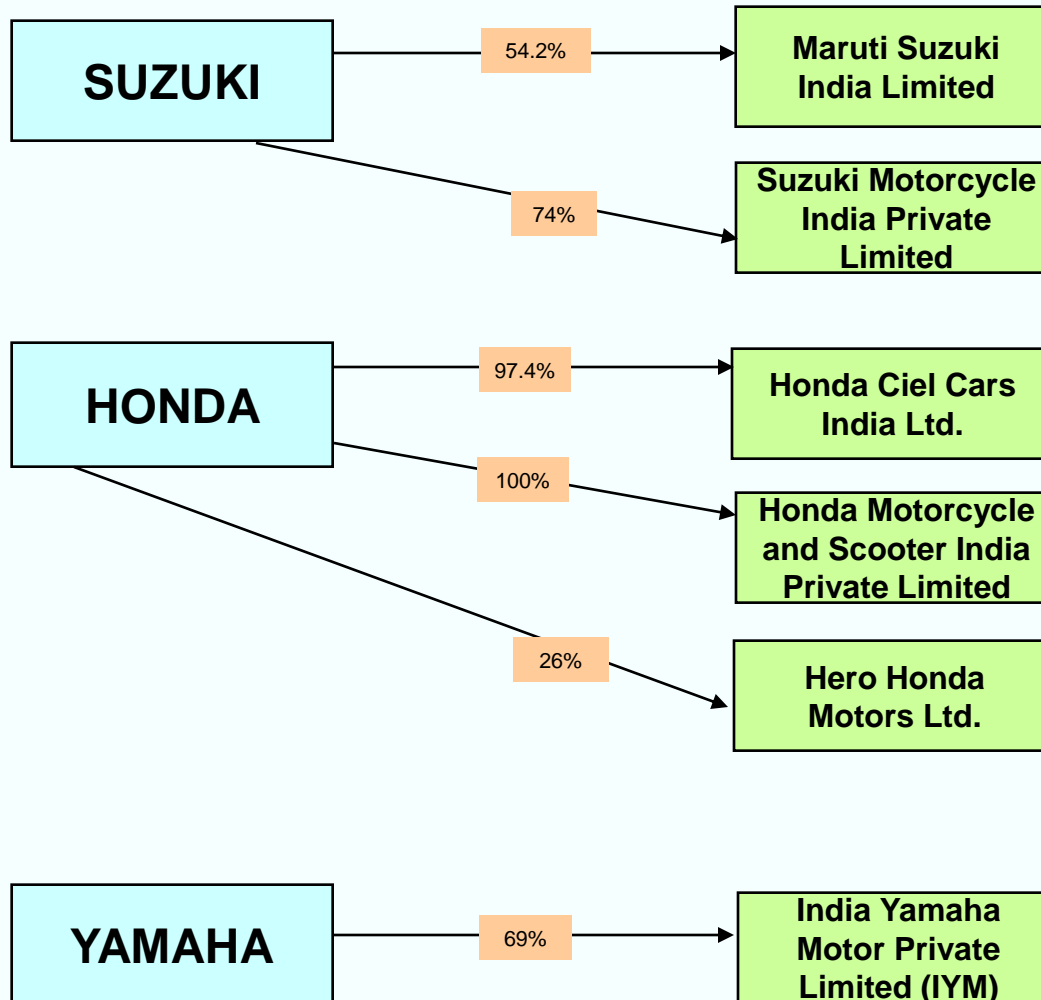 SUZUKI
54.2%
Maruti Suzuki
India Limited
74%
Suzuki Motorcycle
India Private
Limited
HONDA
97.4%
Honda Ciel Cars
India Ltd.
100%
Honda Motorcycle
and Scooter India
Private Limited
26%
Hero Honda
Motors Ltd.
YAMAHA
69%
India Yamaha
Motor Private
Limited (IYM)